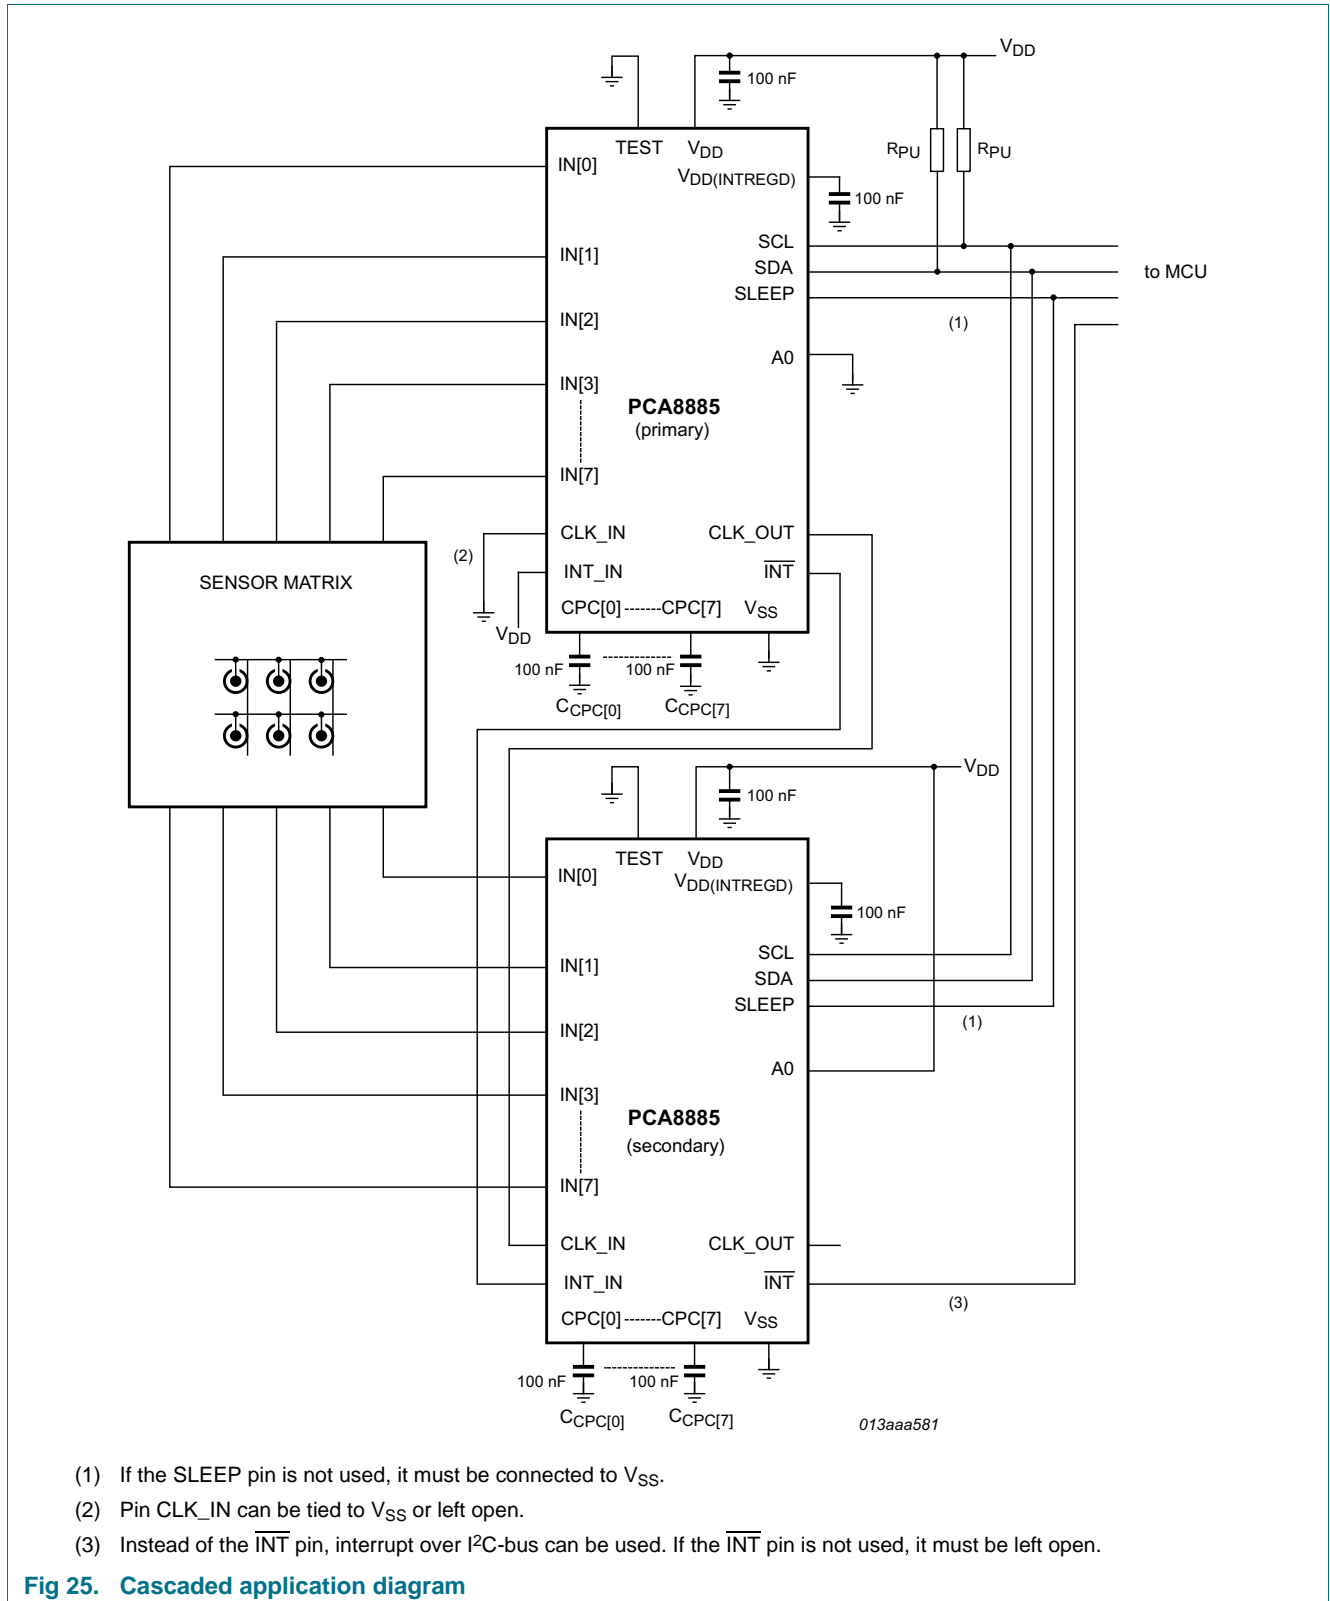 VDD
100 nF
TEST VDD
VDD(INTREGD)
100 nF
RPU RPU
IN[0]
IN[1]
IN[2]
IN[3]
IN[7]
SCL
SDA
SLEEP
to MCU
(1)
A0
PCA8885
(primary)
CLK_IN CLK_OUT
(2)
INT_IN INT
VDD
CPC[0] CPC[7] VSS
100 nF 100 nF
CCPC[0] CCPC[7]
SENSOR MATRIX
VDD
100 nF
TEST VDD
VDD(INTREGD)
100 nF
IN[0]
IN[1]
IN[2]
IN[3]
IN[7]
SCL
SDA
SLEEP
(1)
A0
PCA8885
(secondary)
CLK_IN CLK_OUT
INT_IN INT
(3)
CPC[0] CPC[7] VSS
100 nF 100 nF
CCPC[0] CCPC[7]
013aaa581
(1) If the SLEEP pin is not used, it must be connected to VSS.
(2) Pin CLK_IN can be tied to VSS or left open.
(3) Instead of the INT pin, interrupt over I2C-bus can be used. If the INT pin is not used, it must be left open.
Fig 25. Cascaded application diagram